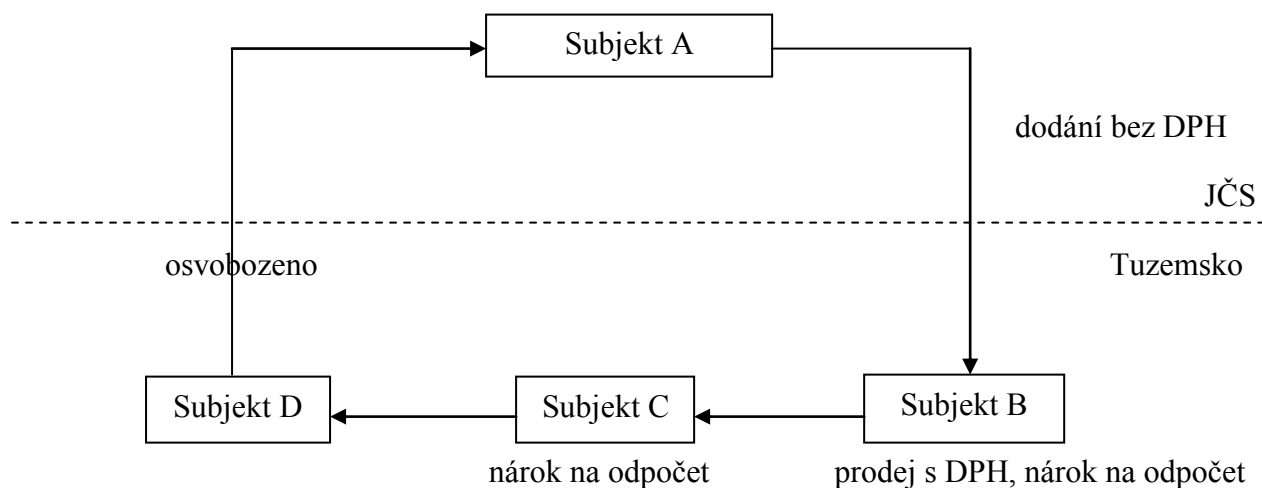 Subjekt A
dodání bez DPH
JČS
osvobozeno
Tuzemsko
Subjekt D
Subjekt C
Subjekt B
nárok na odpočet
prodej s DPH, nárok na odpočet